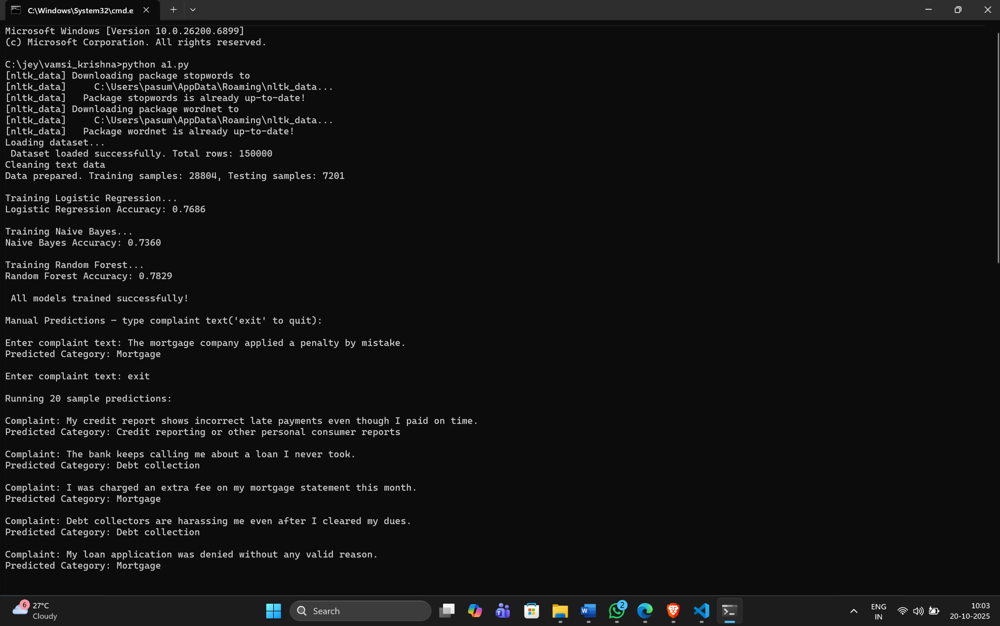 C:\Windows\System32\cmd.e
Microsoft Windows [Version 10.0.26200.6899]
(c) Microsoft Corporation. All rights reserved.
C:\jey\vamsi_krishna>python a1.py
[nltk_data] Downloading package stopwords to
[nltk_data]     C:\Users\pasum\AppData\Roaming\nltk_data...
[nltk_data]   Package stopwords is already up-to-date!
[nltk_data] Downloading package wordnet to
[nltk_data]     C:\Users\pasum\AppData\Roaming\nltk_data...
[nltk_data]   Package wordnet is already up-to-date!
Loading dataset...
 Dataset loaded successfully. Total rows: 150000
Cleaning text data
Data prepared. Training samples: 28804, Testing samples: 7201
Training Logistic Regression...
Logistic Regression Accuracy: 0.7686
Training Naive Bayes...
Naive Bayes Accuracy: 0.7360
Training Random Forest...
Random Forest Accuracy: 0.7829
 All models trained successfully!
Manual Predictions — type complaint text('exit' to quit):
Enter complaint text: The mortgage company applied a penalty by mistake.
Predicted Category: Mortgage
Enter complaint text: exit
Running 20 sample predictions:
Complaint: My credit report shows incorrect late payments even though I paid on time.
Predicted Category: Credit reporting or other personal consumer reports
Complaint: The bank keeps calling me about a loan I never took.
Predicted Category: Debt collection
Complaint: I was charged an extra fee on my mortgage statement this month.
Predicted Category: Mortgage
Complaint: Debt collectors are harassing me even after I cleared my dues.
Predicted Category: Debt collection
Complaint: My loan application was denied without any valid reason.
Predicted Category: Mortgage
6
27°C
Cloudy
Search
2
ENG
IN
10:03
20-10-2025